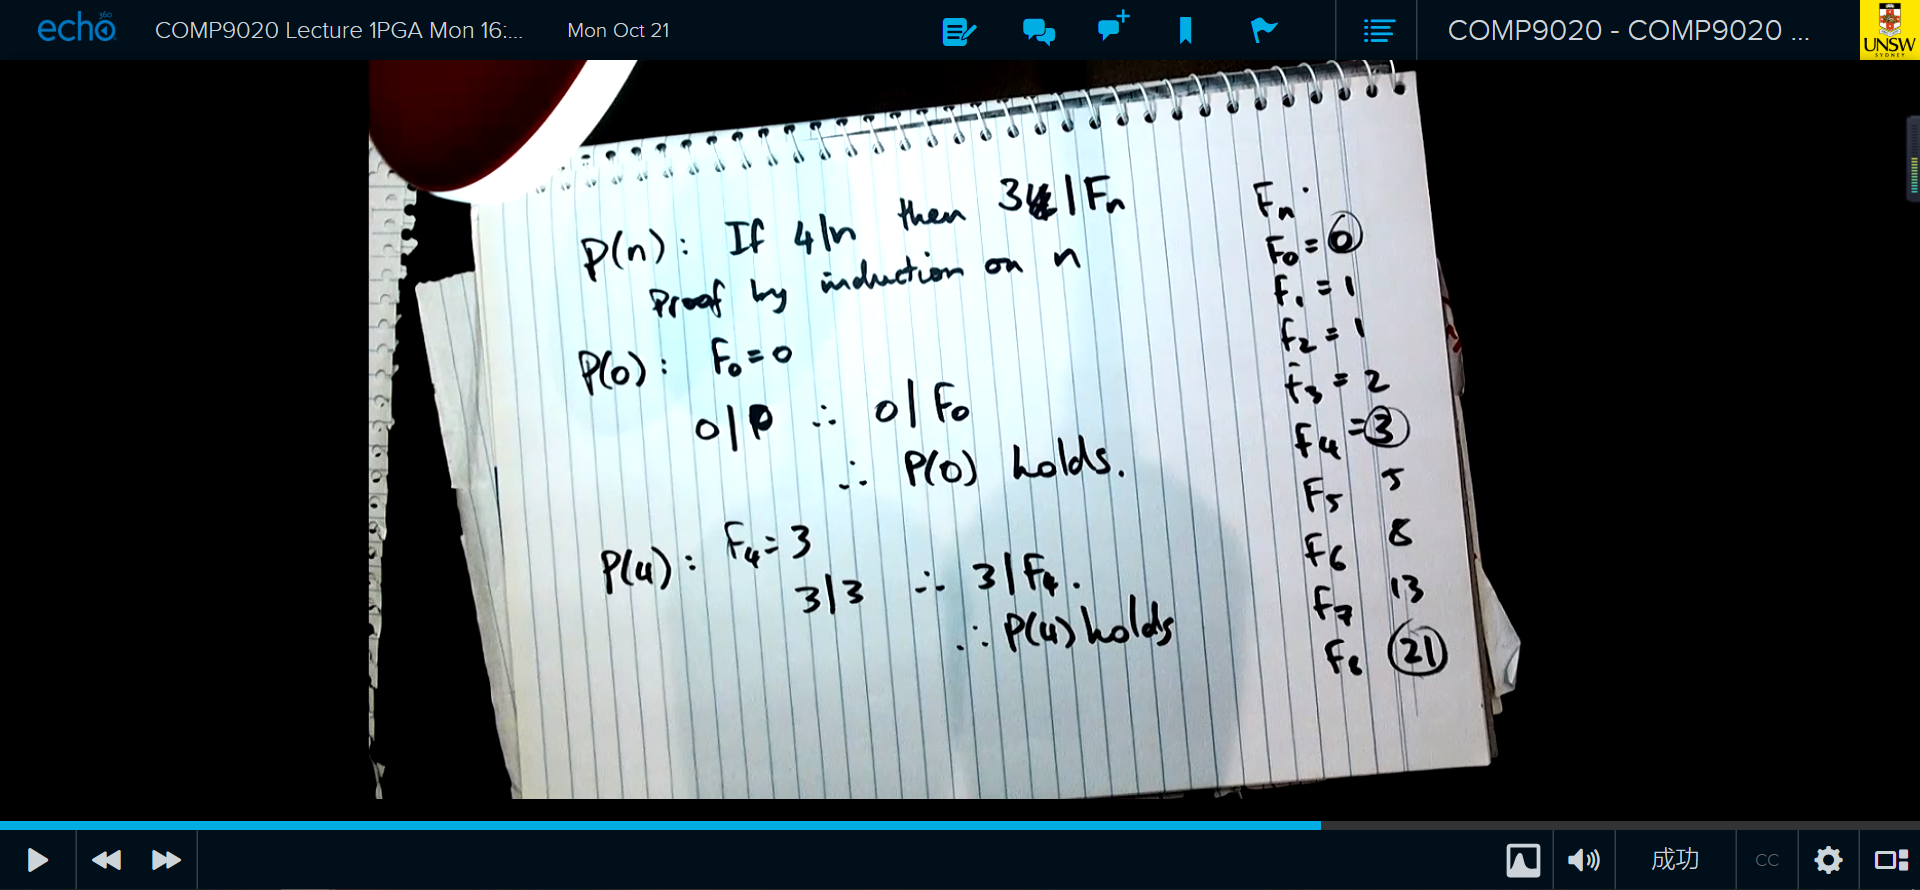 echo360
COMP9020 Lecture 1PGA Mon 16:...
Mon Oct 21
COMP9020 - COMP9020 ...
UNSW
SYDNEY
P(n): If 4|n then 3|Fn
Proof by induction on n
P(0): F0=0
0|0 ∴ 0|F0
∴ P(0) holds.
P(4): F4=3
3|3 ∴ 3|F4.
∴ P(4) holds
Fn
F0=0
F1=1
F2=1
F3=2
F4=3
F5 5
F6 8
F7 13
F8 21
成功
CC